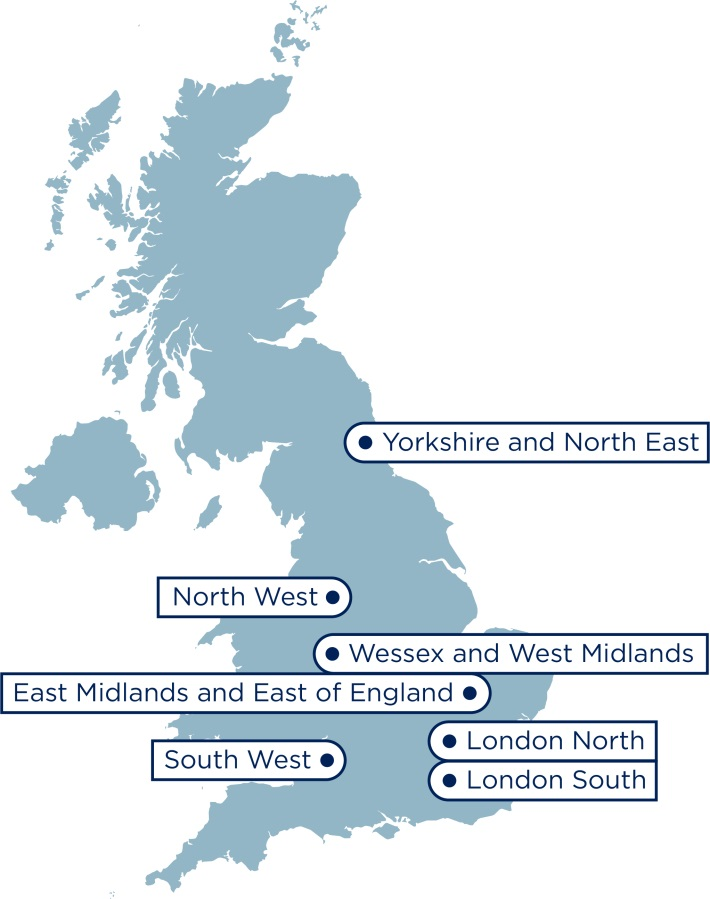 Yorkshire and North East
North West
Wessex and West Midlands
East Midlands and East of England
London North
South West
London South